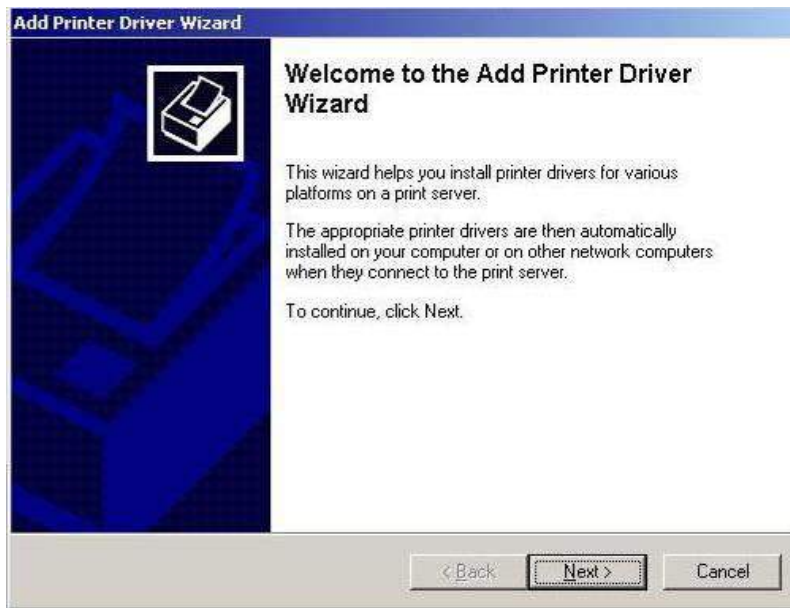 Add Printer Driver Wizard
Welcome to the Add Printer Driver
Wizard
This wizard helps you install printer drivers for various
platforms on a print server.
The appropriate printer drivers are then automatically
installed on your computer or on other network computers
when they connect to the print server.
To continue, click Next.
< Back
Next >
Cancel